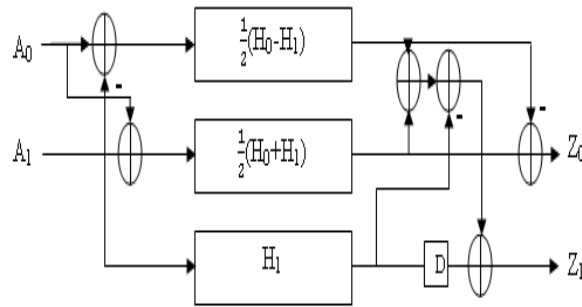 A₀
½(H₀-H₁)
-
-
-
-
A₁
½(H₀+H₁)
Z₀
H₁
D
Z₁